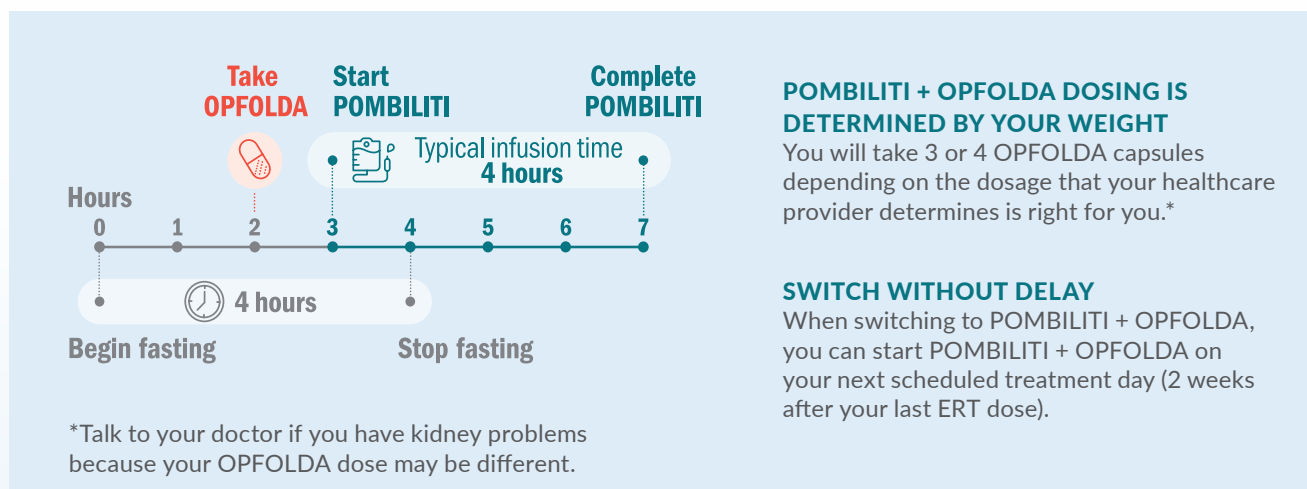 Take
OPFOLDA
Start
POMBILITI
Complete
POMBILITI
Typical infusion time
4 hours
Hours
0 1 2 3 4 5 6 7
4 hours
Begin fasting
Stop fasting
*Talk to your doctor if you have kidney problems
because your OPFOLDA dose may be different.
POMBILITI + OPFOLDA DOSING IS
DETERMINED BY YOUR WEIGHT
You will take 3 or 4 OPFOLDA capsules
depending on the dosage that your healthcare
provider determines is right for you.*
SWITCH WITHOUT DELAY
When switching to POMBILITI + OPFOLDA,
you can start POMBILITI + OPFOLDA on
your next scheduled treatment day (2 weeks
after your last ERT dose).